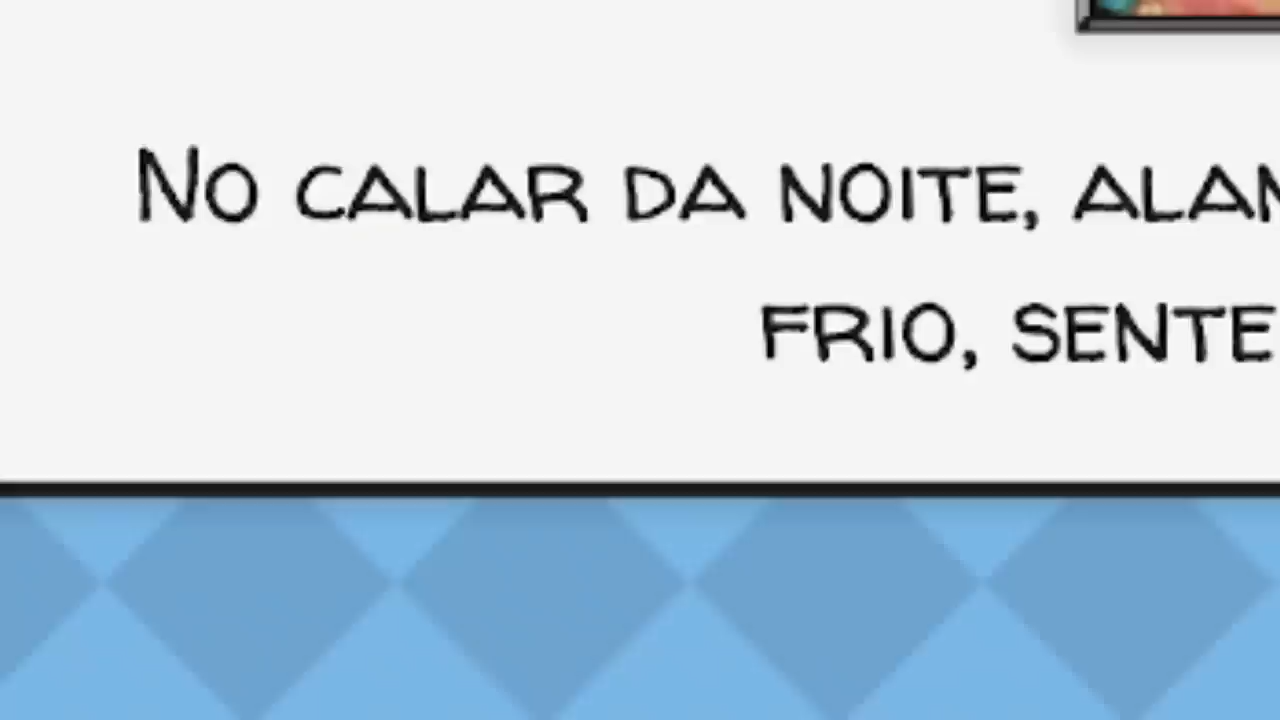 No calar da noite,
frio, sente